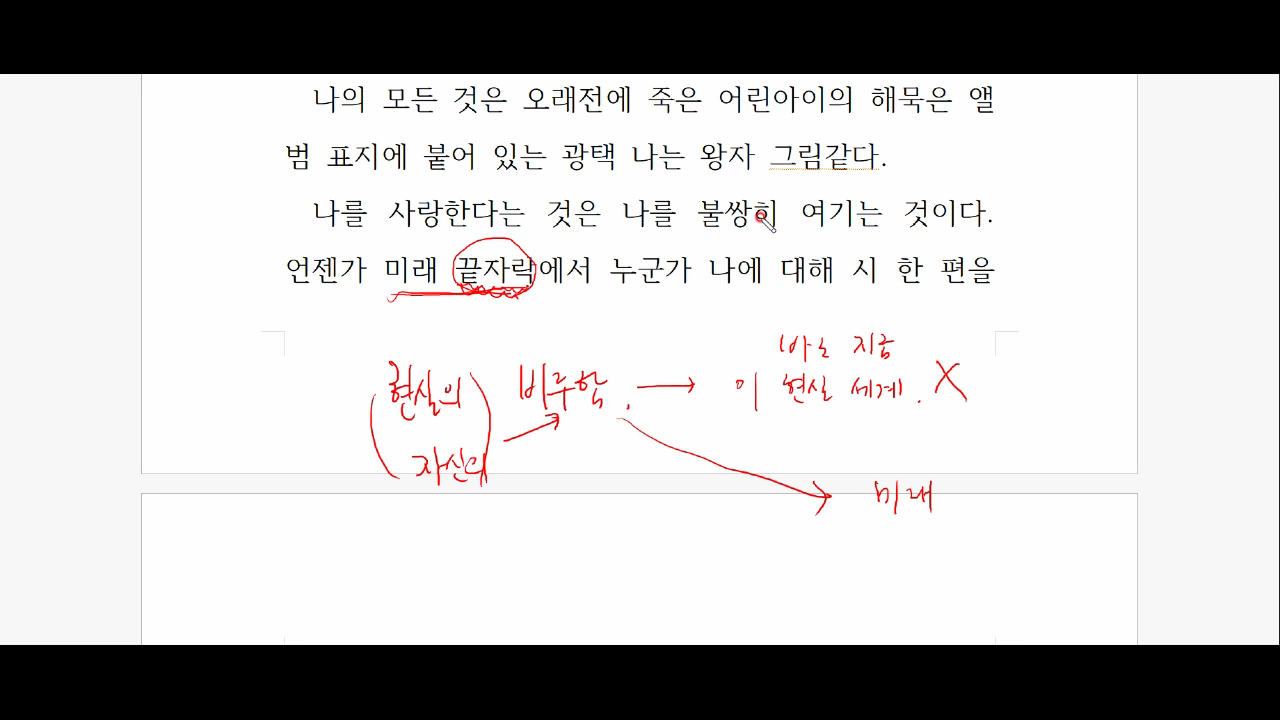 나의 모든 것은 오래전에 죽은 어린아이의 해묵은 앨
범 표지에 붙어 있는 광택 나는 왕자 그림같다.
나를 사랑한다는 것은 나를 불쌍히 여기는 것이다.
언젠가 미래 끝자락에서 누군가 나에 대해 시 한 편을
바로 지금
현실의 비루함. → 이 현실 세계. X
자신의
미래